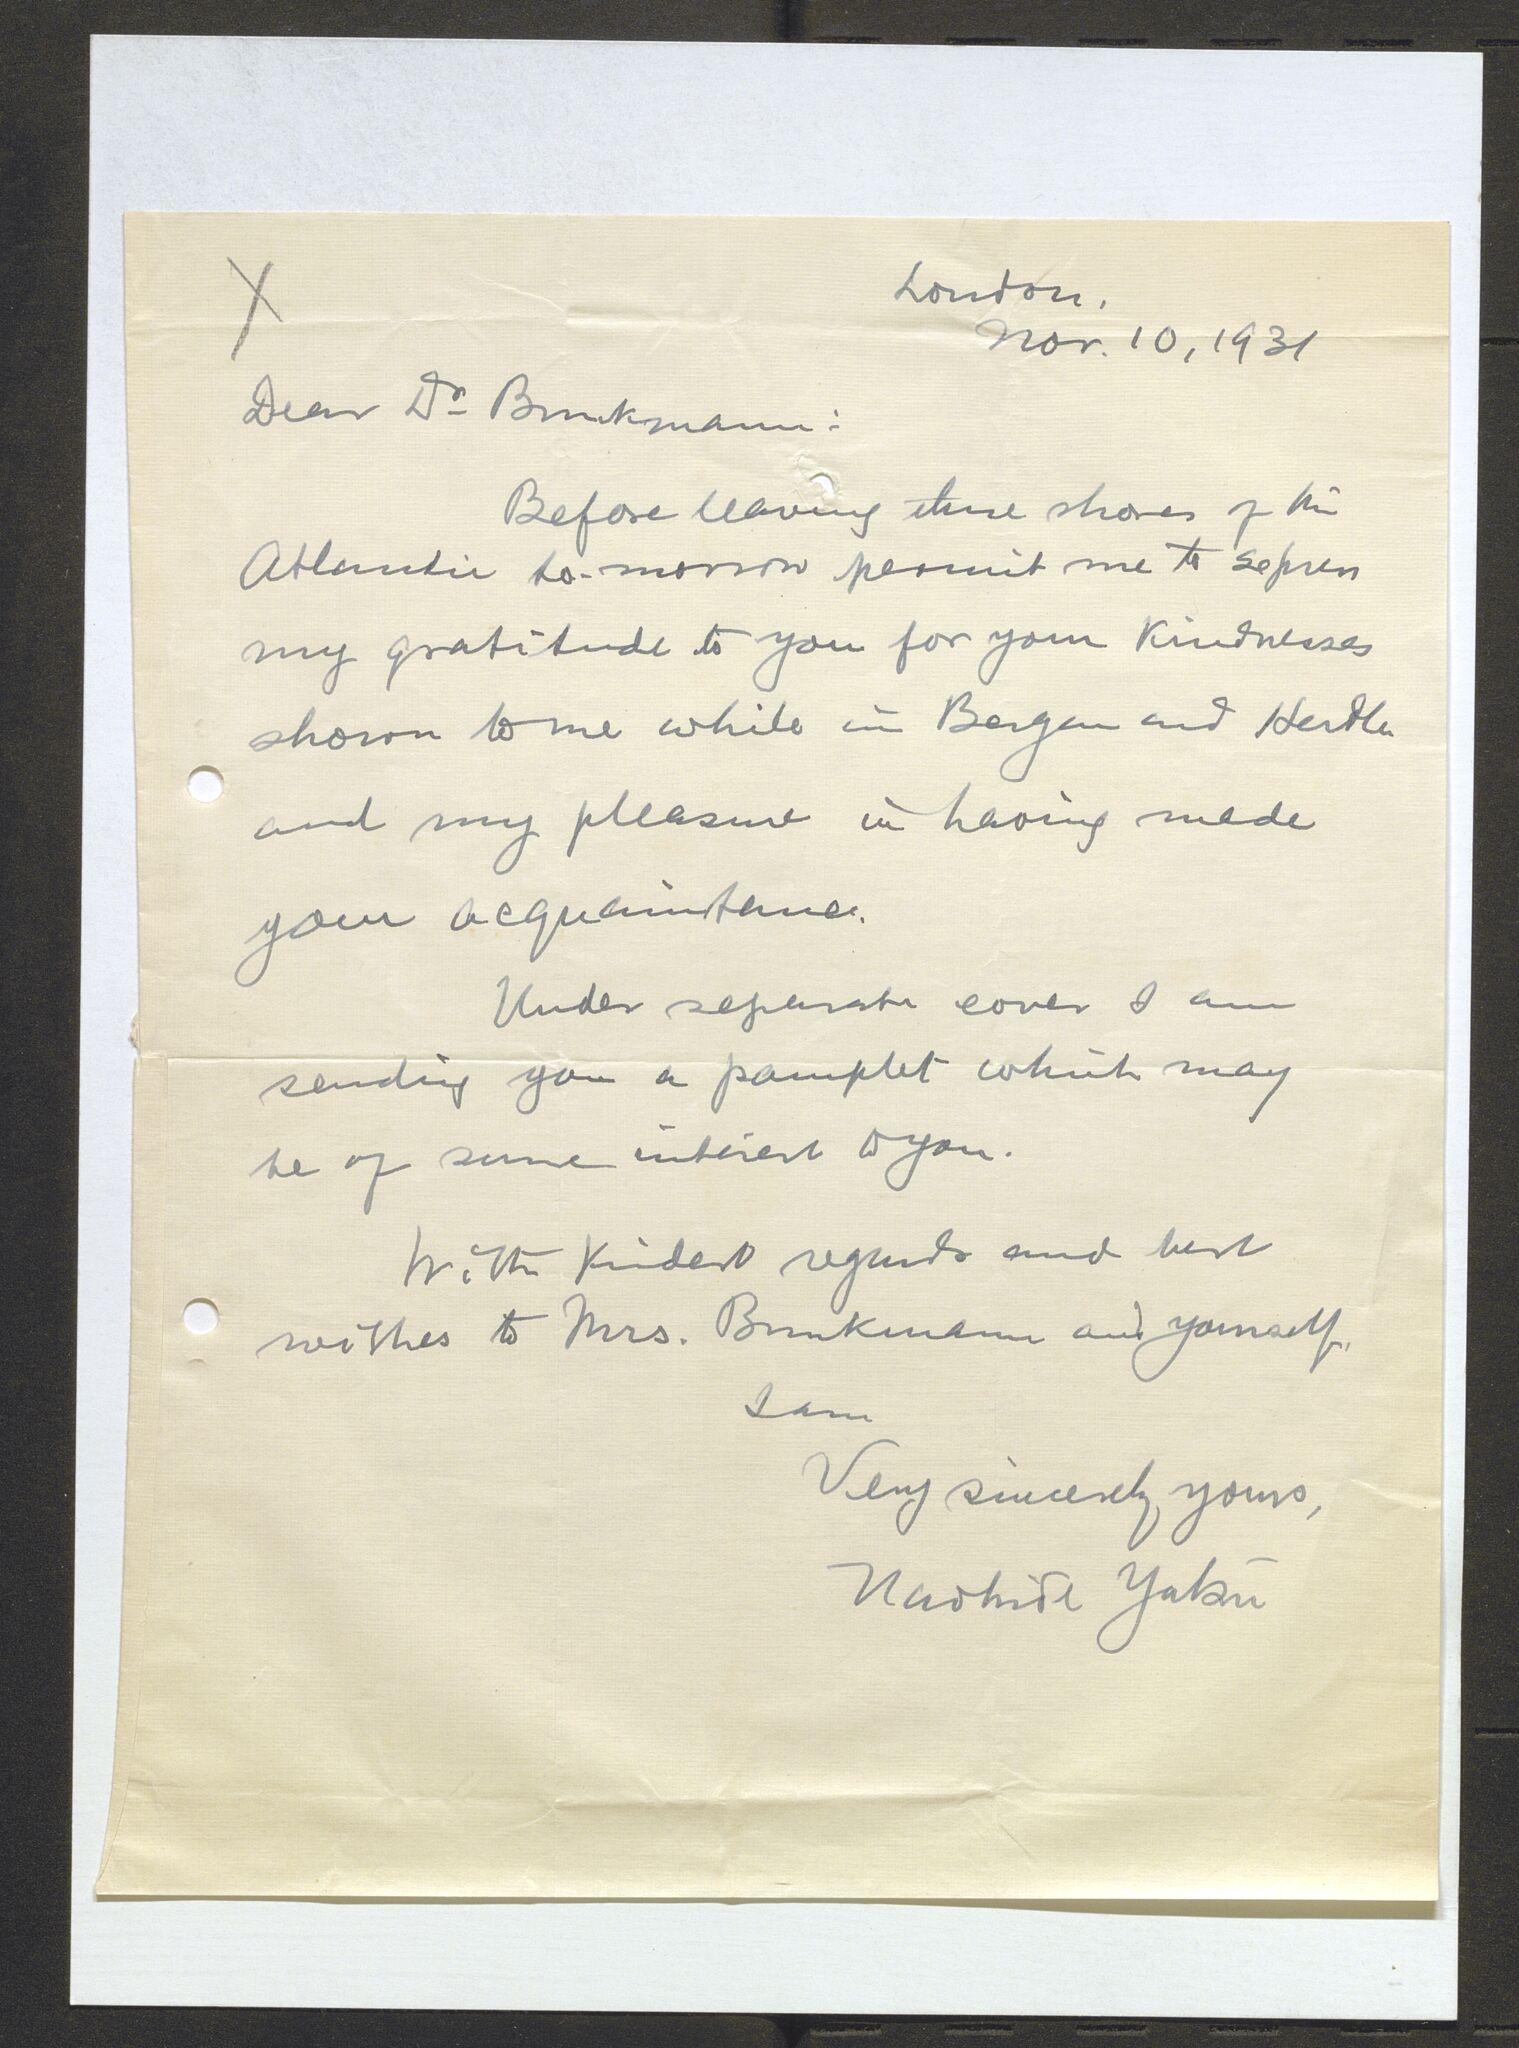 X
London,
Nov. 10, 1931
Dear Dr Brinkmann:
Before leaving these shores of the
Atlantic to-morrow permit me to express
my gratitude to you for your kindnesses
shown to me while in Bergen and Herdla
and my pleasure in having made
your acquaintance.
Under separate cover I am
sending you a pamplet which may
be of some interest to you.
With kindest regards and best
wishes to Mrs. Brinkmann and yourself,
I am
Very sincerely yours,
Naohide Yatsu